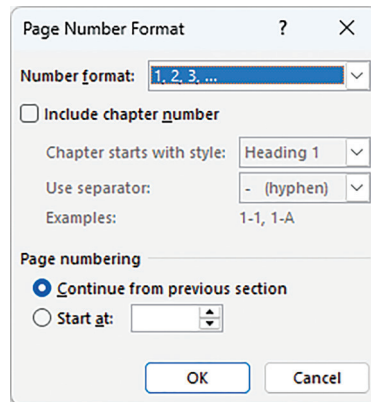 Page Number Format ?
Number format: 1, 2, 3, ...
Include chapter number
Chapter starts with style: Heading 1
Use separator: - (hyphen)
Examples: 1-1, 1-A
Page numbering
Continue from previous section
Start at:
OK Cancel